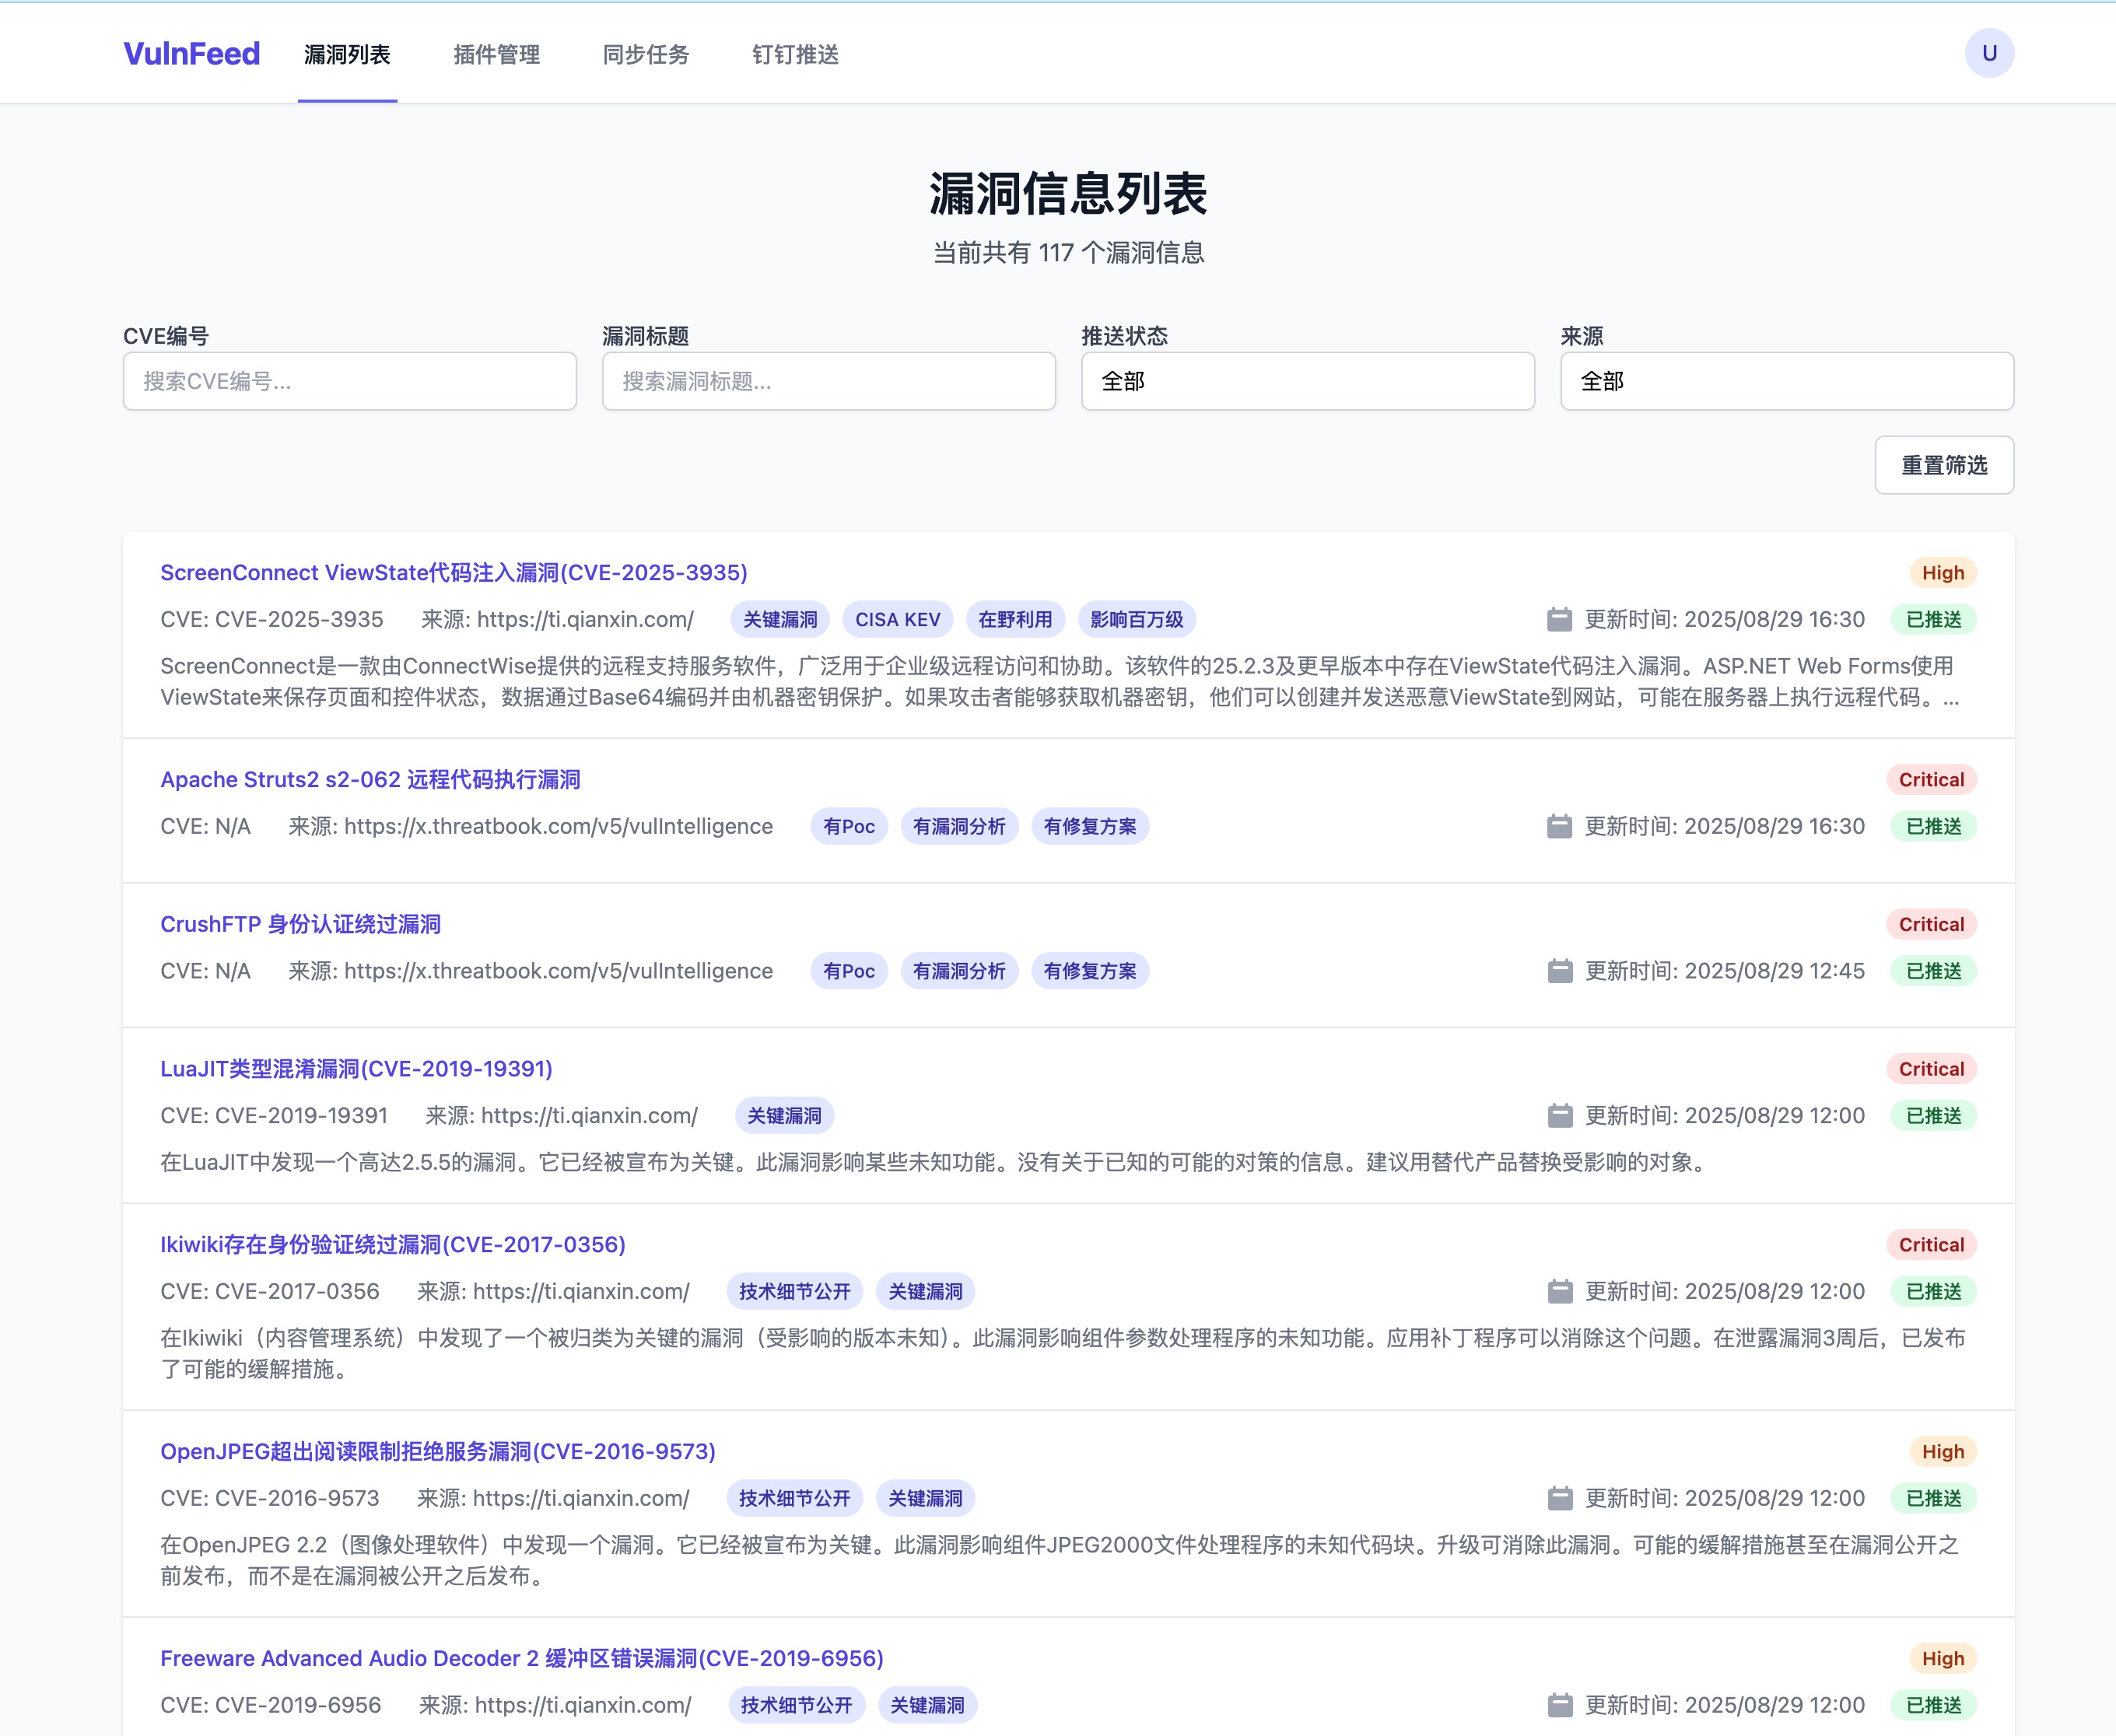 VulnFeed 漏洞列表 插件管理 同步任务 钉钉推送 U
漏洞信息列表
当前共有 117 个漏洞信息
CVE编号 漏洞标题 推送状态 来源
搜索CVE编号... 搜索漏洞标题... 全部 全部
重置筛选
ScreenConnect ViewState代码注入漏洞(CVE-2025-3935) High
CVE: CVE-2025-3935 来源: https://ti.qianxin.com/ 关键漏洞 CISA KEV 在野利用 影响百万级 更新时间: 2025/08/29 16:30 已推送
ScreenConnect是一款由ConnectWise提供的远程支持服务软件，广泛用于企业级远程访问和协助。该软件的25.2.3及更早版本中存在ViewState代码注入漏洞。ASP.NET Web Forms使用
ViewState来保存页面和控件状态，数据通过Base64编码并由机器密钥保护。如果攻击者能够获取机器密钥，他们可以创建并发送恶意ViewState到网站，可能在服务器上执行远程代码。...
Apache Struts2 s2-062 远程代码执行漏洞 Critical
CVE: N/A 来源: https://x.threatbook.com/v5/vulIntelligence 有Poc 有漏洞分析 有修复方案 更新时间: 2025/08/29 16:30 已推送
CrushFTP 身份认证绕过漏洞 Critical
CVE: N/A 来源: https://x.threatbook.com/v5/vulIntelligence 有Poc 有漏洞分析 有修复方案 更新时间: 2025/08/29 12:45 已推送
LuaJIT类型混淆漏洞(CVE-2019-19391) Critical
CVE: CVE-2019-19391 来源: https://ti.qianxin.com/ 关键漏洞 更新时间: 2025/08/29 12:00 已推送
在LuaJIT中发现一个高达2.5.5的漏洞。它已经被宣布为关键。此漏洞影响某些未知功能。没有关于已知的可能的对策的信息。建议用替代产品替换受影响的对象。
Ikiwiki存在身份验证绕过漏洞(CVE-2017-0356) Critical
CVE: CVE-2017-0356 来源: https://ti.qianxin.com/ 技术细节公开 关键漏洞 更新时间: 2025/08/29 12:00 已推送
在Ikiwiki（内容管理系统）中发现了一个被归类为关键的漏洞（受影响的版本未知）。此漏洞影响组件参数处理程序的未知功能。应用补丁程序可以消除这个问题。在泄露漏洞3周后，已发布
了可能的缓解措施。
OpenJPEG超出阅读限制拒绝服务漏洞(CVE-2016-9573) High
CVE: CVE-2016-9573 来源: https://ti.qianxin.com/ 技术细节公开 关键漏洞 更新时间: 2025/08/29 12:00 已推送
在OpenJPEG 2.2（图像处理软件）中发现一个漏洞。它已经被宣布为关键。此漏洞影响组件JPEG2000文件处理程序的未知代码块。升级可消除此漏洞。可能的缓解措施甚至在漏洞公开之
前发布，而不是在漏洞被公开之后发布。
Freeware Advanced Audio Decoder 2 缓冲区错误漏洞(CVE-2019-6956) High
CVE: CVE-2019-6956 来源: https://ti.qianxin.com/ 技术细节公开 关键漏洞 更新时间: 2025/08/29 12:00 已推送